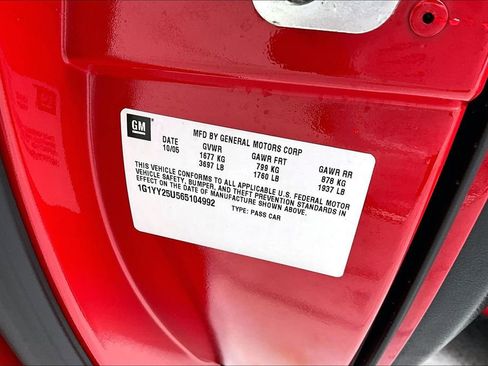 GM
MFD BY GENERAL MOTORS CORP
DATE GVWR GAWR FRT GAWR RR
10/05 1677 KG 799 KG 878 KG
3697 LB 1760 LB 1937 LB
THIS VEHICLE CONFORMS TO ALL APPLICABLE U.S. FEDERAL MOTOR
VEHICLE SAFETY, BUMPER, AND THEFT PREVENTION STANDARDS IN
EFFECT ON THE DATE OF MANUFACTURE SHOWN ABOVE.
1G1YY25U565104992 TYPE: PASS CAR